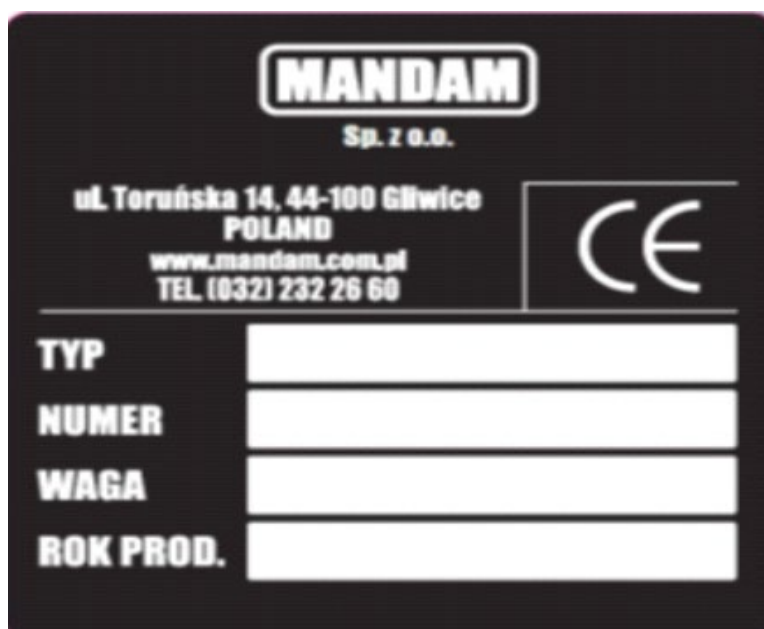 MANDAM
Sp. z o.o.
ul. Toruńska 14, 44-100 Gliwice
POLAND
www.mandam.com.pl
TEL. (032) 232 26 60
CE
TYP
NUMER
WAGA
ROK PROD.